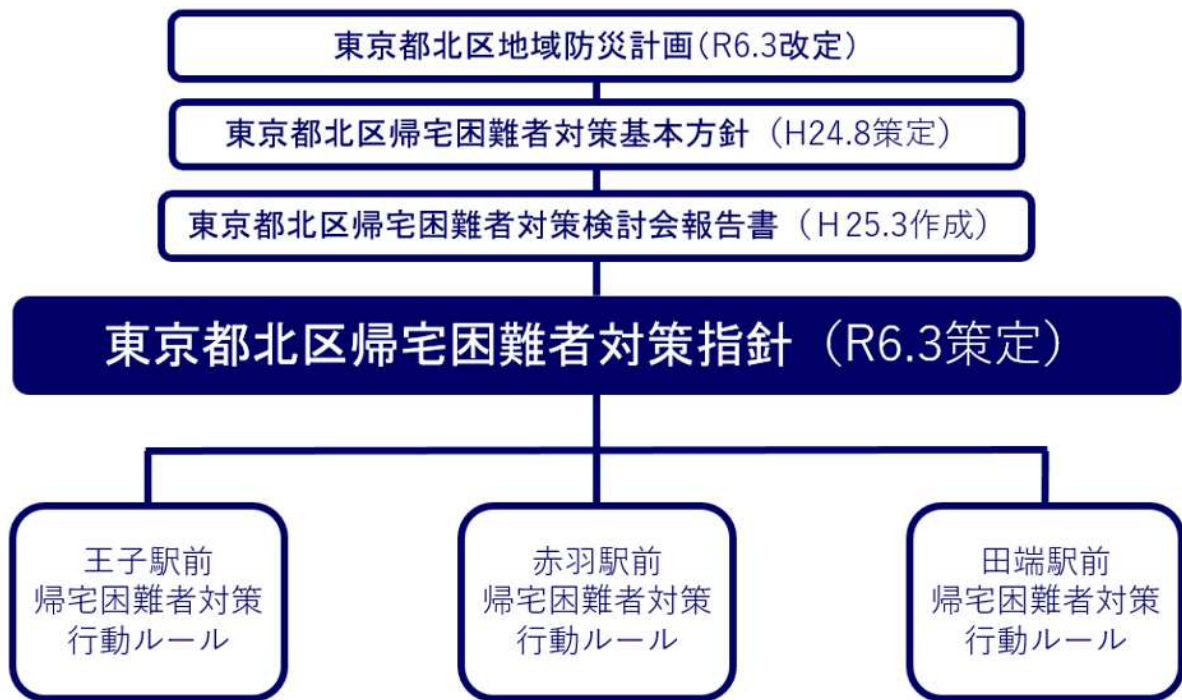 東京都北区地域防災計画(R6.3改定)
東京都北区帰宅困難者対策基本方針（H24.8策定）
東京都北区帰宅困難者対策検討会報告書（Ｈ25.3作成）
東京都北区帰宅困難者対策指針（R6.3策定）
王子駅前
帰宅困難者対策
行動ルール
赤羽駅前
帰宅困難者対策
行動ルール
田端駅前
帰宅困難者対策
行動ルール